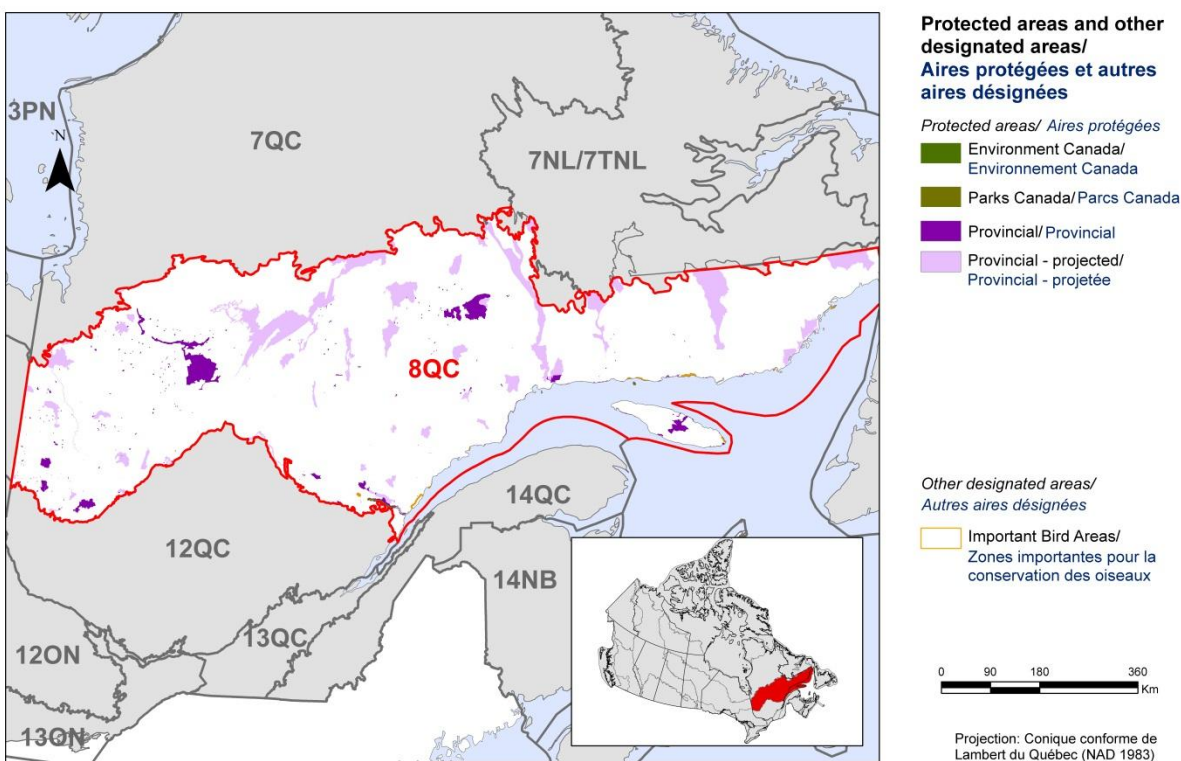 3PN
N
7QC
7NL/7TNL
8QC
12QC
14QC
14NB
13QC
12ON
13ON
Protected areas and other
designated areas/
Aires protégées et autres
aires désignées
Protected areas/ Aires protégées
Environment Canada/
Environnement Canada
Parks Canada/Parcs Canada
Provincial/ Provincial
Provincial - projected/
Provincial - projetée
Other designated areas/
Autres aires désignées
Important Bird Areas/
Zones importantes pour la
conservation des oiseaux
0 90 180 360
Km
Projection: Conique conforme de
Lambert du Québec (NAD 1983)